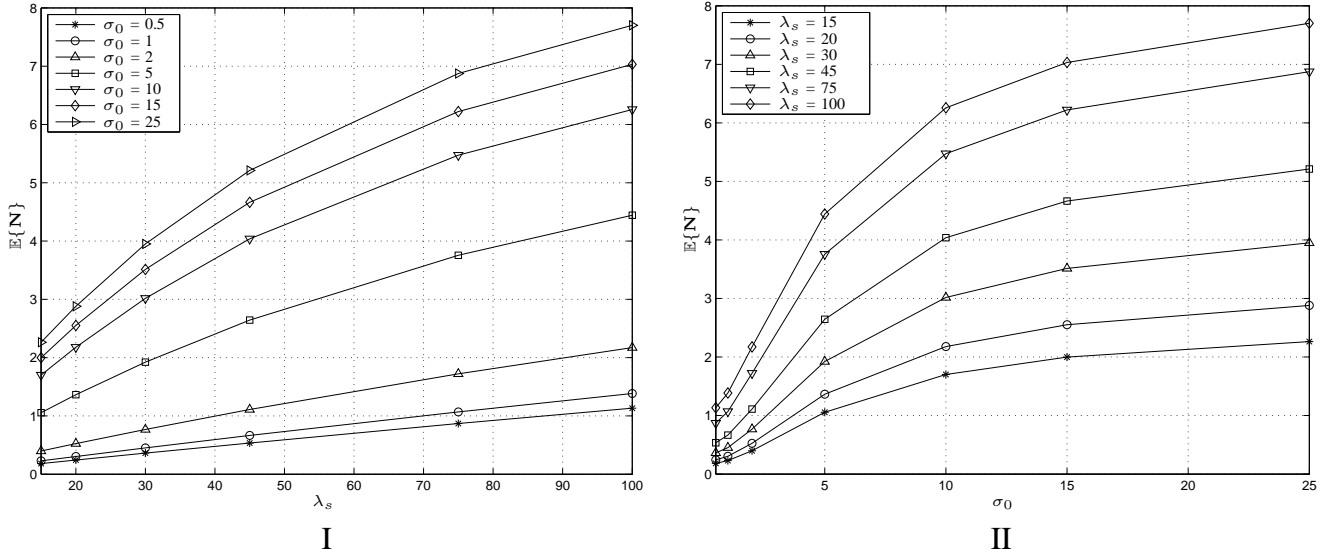 σ₀ = 0.5
σ₀ = 1
σ₀ = 2
σ₀ = 5
σ₀ = 10
σ₀ = 15
σ₀ = 25
8
7
6
5
4
3
2
1
0
𝔼{N}
20
30
40
50
60
70
80
90
100
λₛ
I
λₛ = 15
λₛ = 20
λₛ = 30
λₛ = 45
λₛ = 75
λₛ = 100
8
7
6
5
4
3
2
1
0
𝔼{N}
5
10
15
20
25
σ₀
II